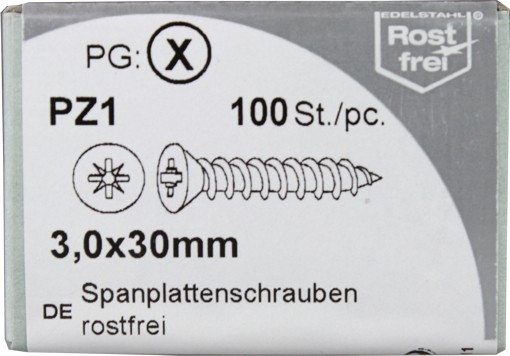 EDELSTAHL ©
Rost
frei
PG: X
PZ1 100 St./pc.
3,0x30mm
DE Spanplattenschrauben
rostfrei